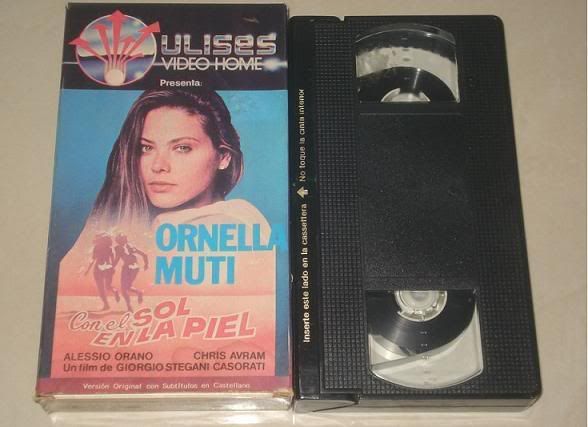 ULISES
VIDEO HOME
Presenta:
ORNELLA
MUTI
Con el SOL
EN LA PIEL
ALESSIO ORANO CHRIS AVRAM
Un film de GIORGIO STEGANI CASORATI
Versión Original con Subtítulos en Castellano
Inserte este lado en la cassettera No toque la cinta interior